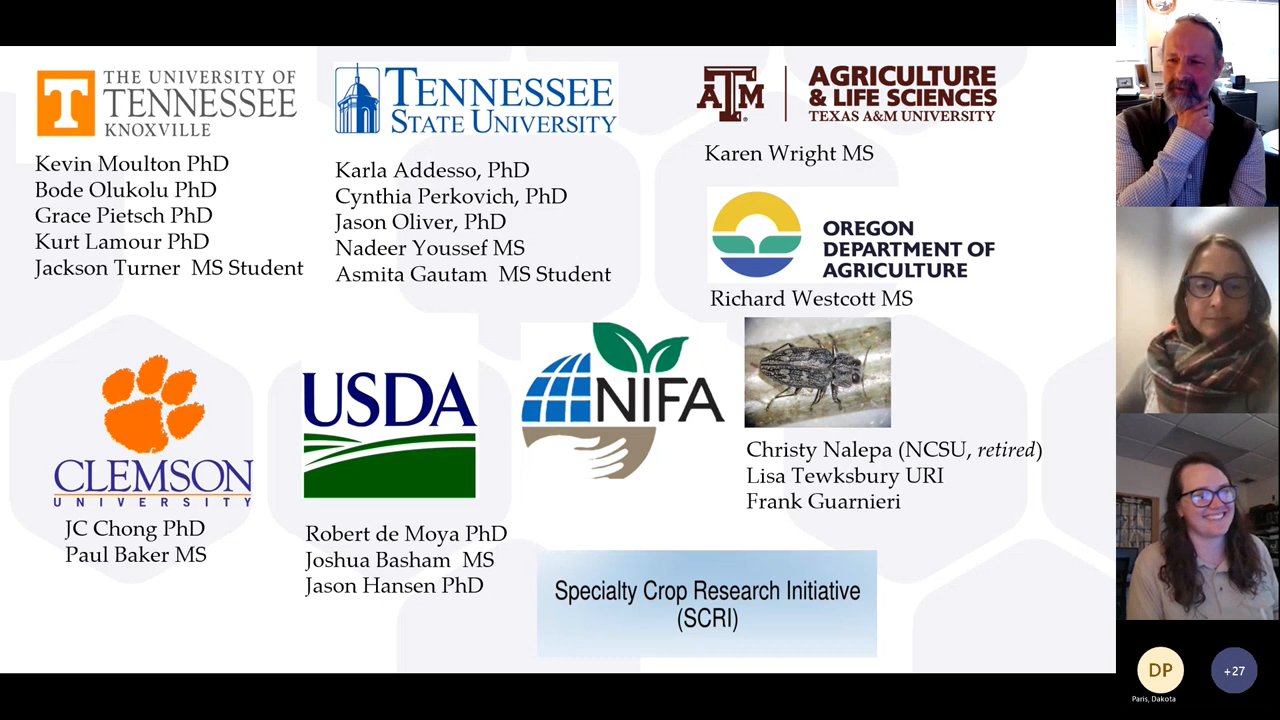 THE UNIVERSITY OF
TENNESSEE
KNOXVILLE
T
Kevin Moulton PhD
Bode Olukolu PhD
Grace Pietsch PhD
Kurt Lamour PhD
Jackson Turner MS Student
TENNESSEE
STATE UNIVERSITY
Karla Addesso, PhD
Cynthia Perkovich, PhD
Jason Oliver, PhD
Nadeer Youssef MS
Asmita Gautam MS Student
ATM
AGRICULTURE
& LIFE SCIENCES
TEXAS A&M UNIVERSITY
Karen Wright MS
OREGON
DEPARTMENT OF
AGRICULTURE
Richard Westcott MS
CLEMSON
UNIVERSITY
JC Chong PhD
Paul Baker MS
USDA
Robert de Moya PhD
Joshua Basham MS
Jason Hansen PhD
NIFA
Christy Nalepa (NCSU, retired)
Lisa Tewksbury URI
Frank Guarnieri
Specialty Crop Research Initiative
(SCRI)
DP
Paris, Dakota
+27